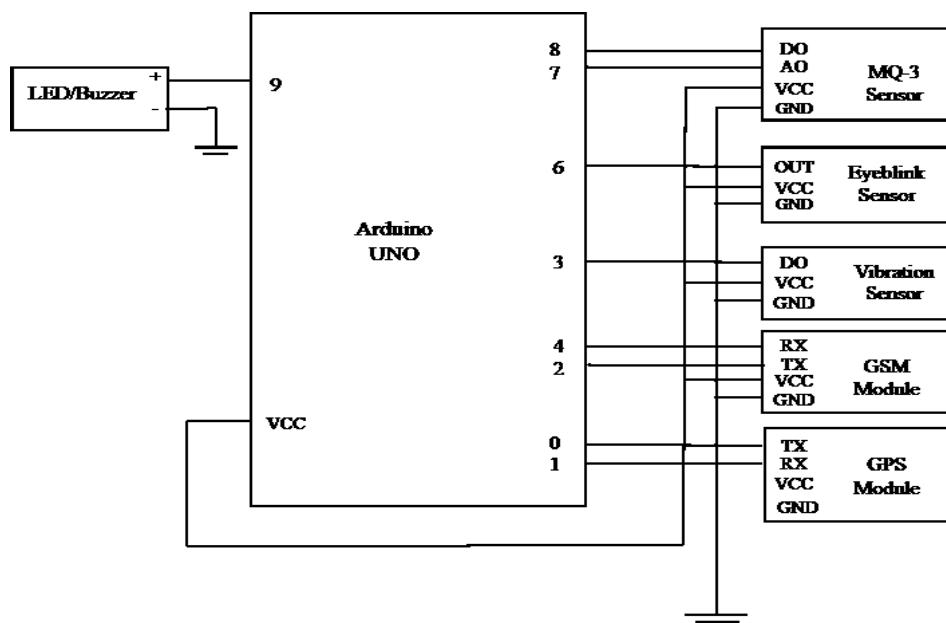 LED/Buzzer
+
-
9
Arduino
UNO
VCC
8
7
6
3
4
2
0
1
DO
AO
VCC
GND
MQ-3
Sensor
OUT
VCC
GND
Eyeblink
Sensor
DO
VCC
GND
Vibration
Sensor
RX
TX
VCC
GND
GSM
Module
TX
RX
VCC
GND
GPS
Module